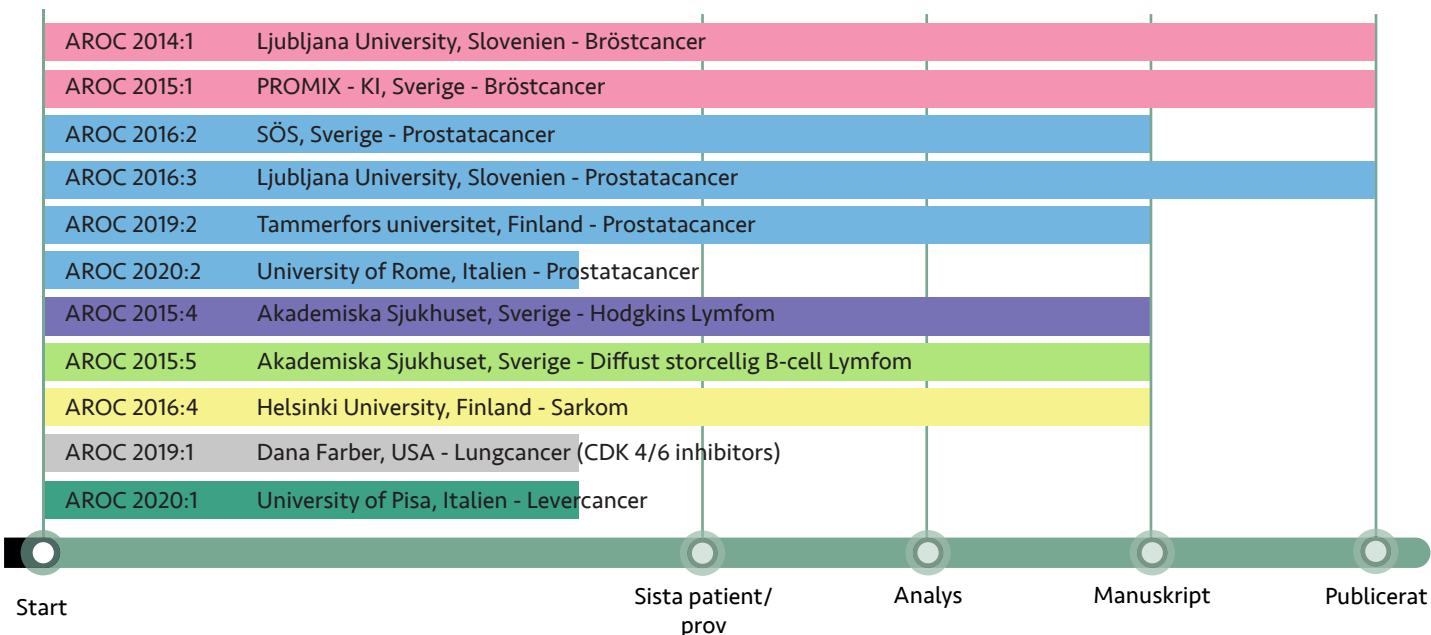 AROC 2014:1 Ljubljana University, Slovenien - Bröstcancer
AROC 2015:1 PROMIX - KI, Sverige - Bröstcancer
AROC 2016:2 SÖS, Sverige - Prostatacancer
AROC 2016:3 Ljubljana University, Slovenien - Prostatacancer
AROC 2019:2 Tammerfors universitet, Finland - Prostatacancer
AROC 2020:2 University of Rome, Italien - Prostatacancer
AROC 2015:4 Akademiska Sjukhuset, Sverige - Hodgkins Lymfom
AROC 2015:5 Akademiska Sjukhuset, Sverige - Diffust storcellig B-cell Lymfom
AROC 2016:4 Helsinki University, Finland - Sarkom
AROC 2019:1 Dana Farber, USA - Lungcancer (CDK 4/6 inhibitors)
AROC 2020:1 University of Pisa, Italien - Levercancer
Start
Sista patient/
prov
Analys
Manuskript
Publicerat